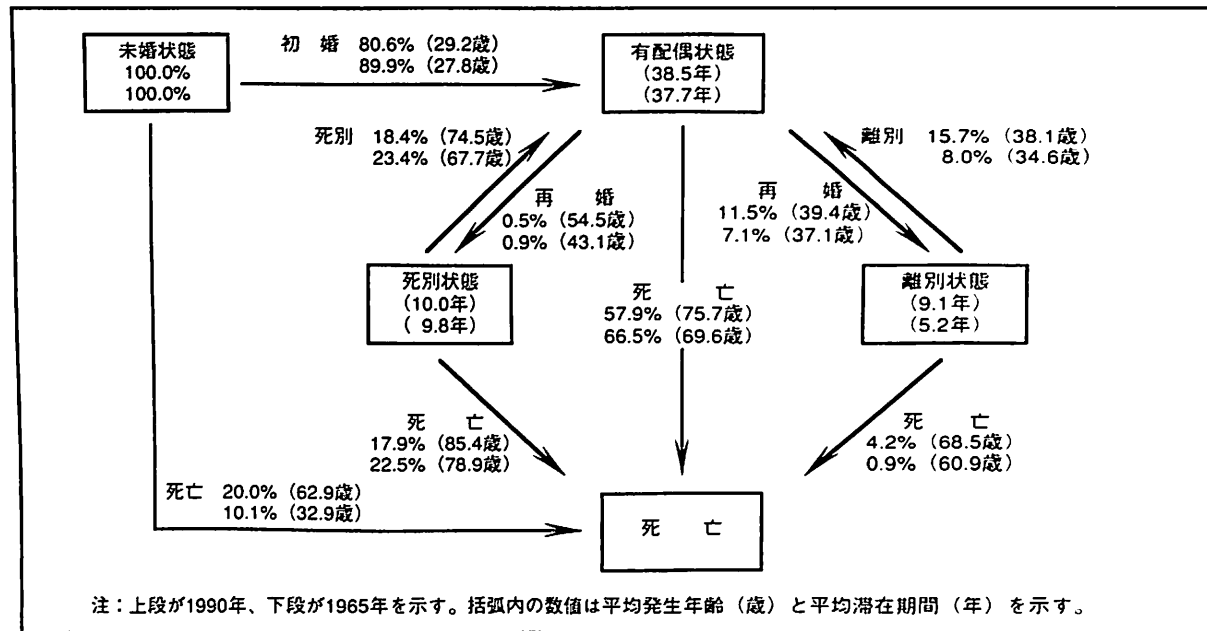 未婚状態
100.0%
100.0%
初 婚 80.6% (29.2歳)
89.9% (27.8歳)
有配偶状態
(38.5年)
(37.7年)
死別 18.4% (74.5歳)
23.4% (67.7歳)
離別 15.7% (38.1歳)
8.0% (34.6歳)
再 婚
0.5% (54.5歳)
0.9% (43.1歳)
再 婚
11.5% (39.4歳)
7.1% (37.1歳)
死別状態
(10.0年)
( 9.8年)
死 亡
57.9% (75.7歳)
66.5% (69.6歳)
離別状態
(9.1年)
(5.2年)
死 亡
17.9% (85.4歳)
22.5% (78.9歳)
死 亡
4.2% (68.5歳)
0.9% (60.9歳)
死亡 20.0% (62.9歳)
10.1% (32.9歳)
死 亡
注：上段が1990年、下段が1965年を示す。括弧内の数値は平均発生年齢（歳）と平均滞在期間（年）を示す。